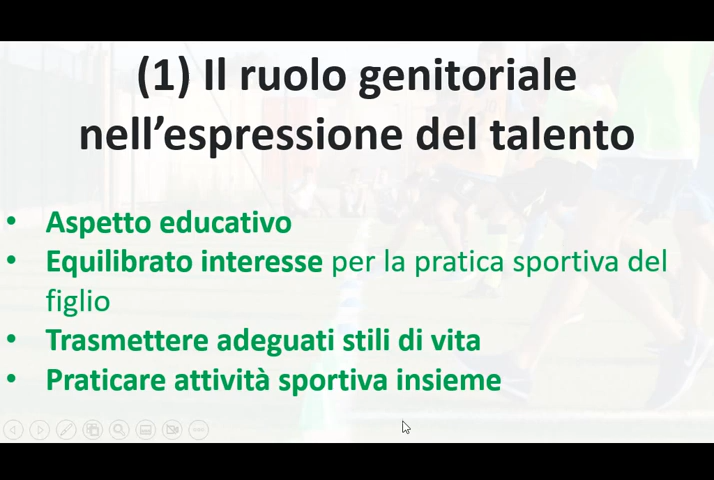 (1) Il ruolo genitoriale
nell’espressione del talento
• Aspetto educativo
• Equilibrato interesse per la pratica sportiva del
figlio
• Trasmettere adeguati stili di vita
• Praticare attività sportiva insieme